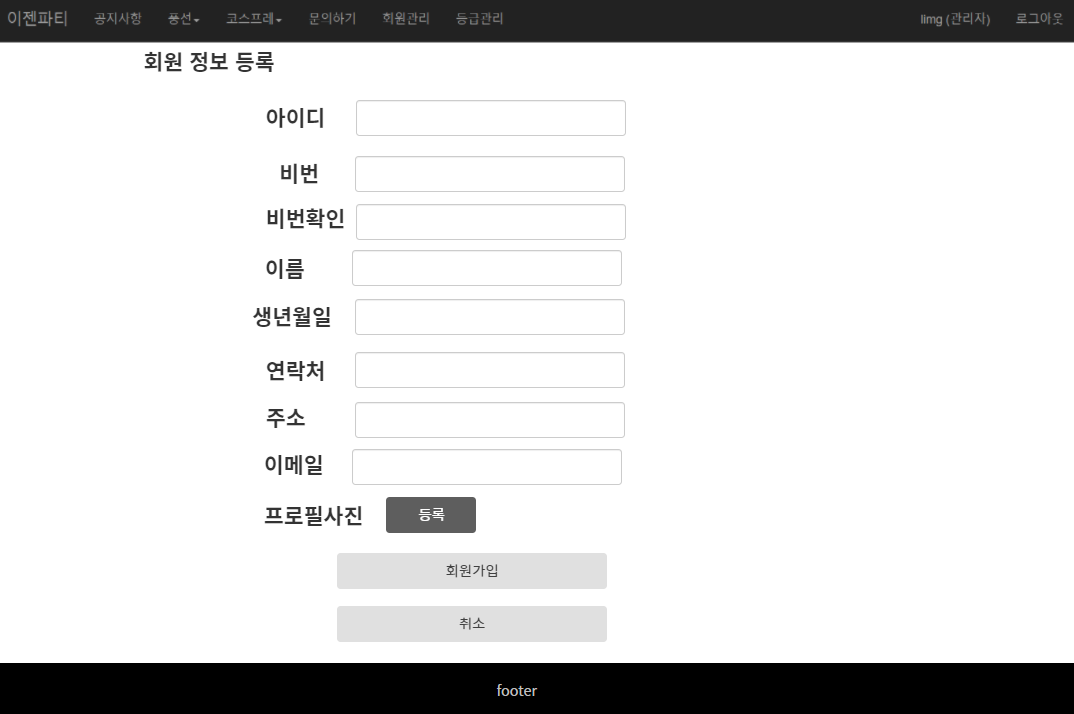 이젠파티 공지사항 풍선 코스프레 문의하기 회원관리 등급관리 limg (관리자) 로그아웃
회원 정보 등록
아이디
비번
비번확인
이름
생년월일
연락처
주소
이메일
프로필사진 등록
회원가입
취소
footer